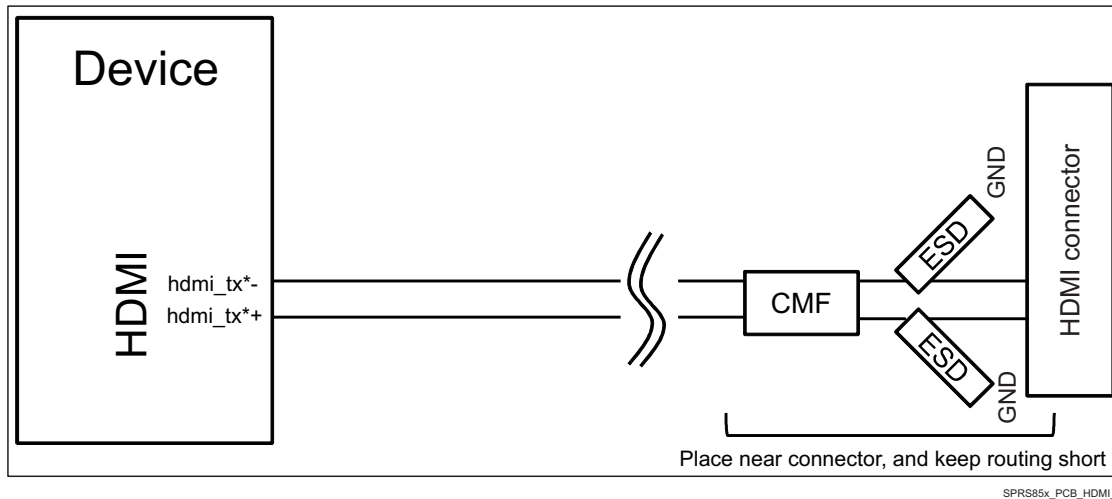 Device
HDMI
hdmi_tx*-
hdmi_tx*+
CMF
ESD
GND
ESD
GND
HDMI connector
Place near connector, and keep routing short
SPRS85x_PCB_HDMI_